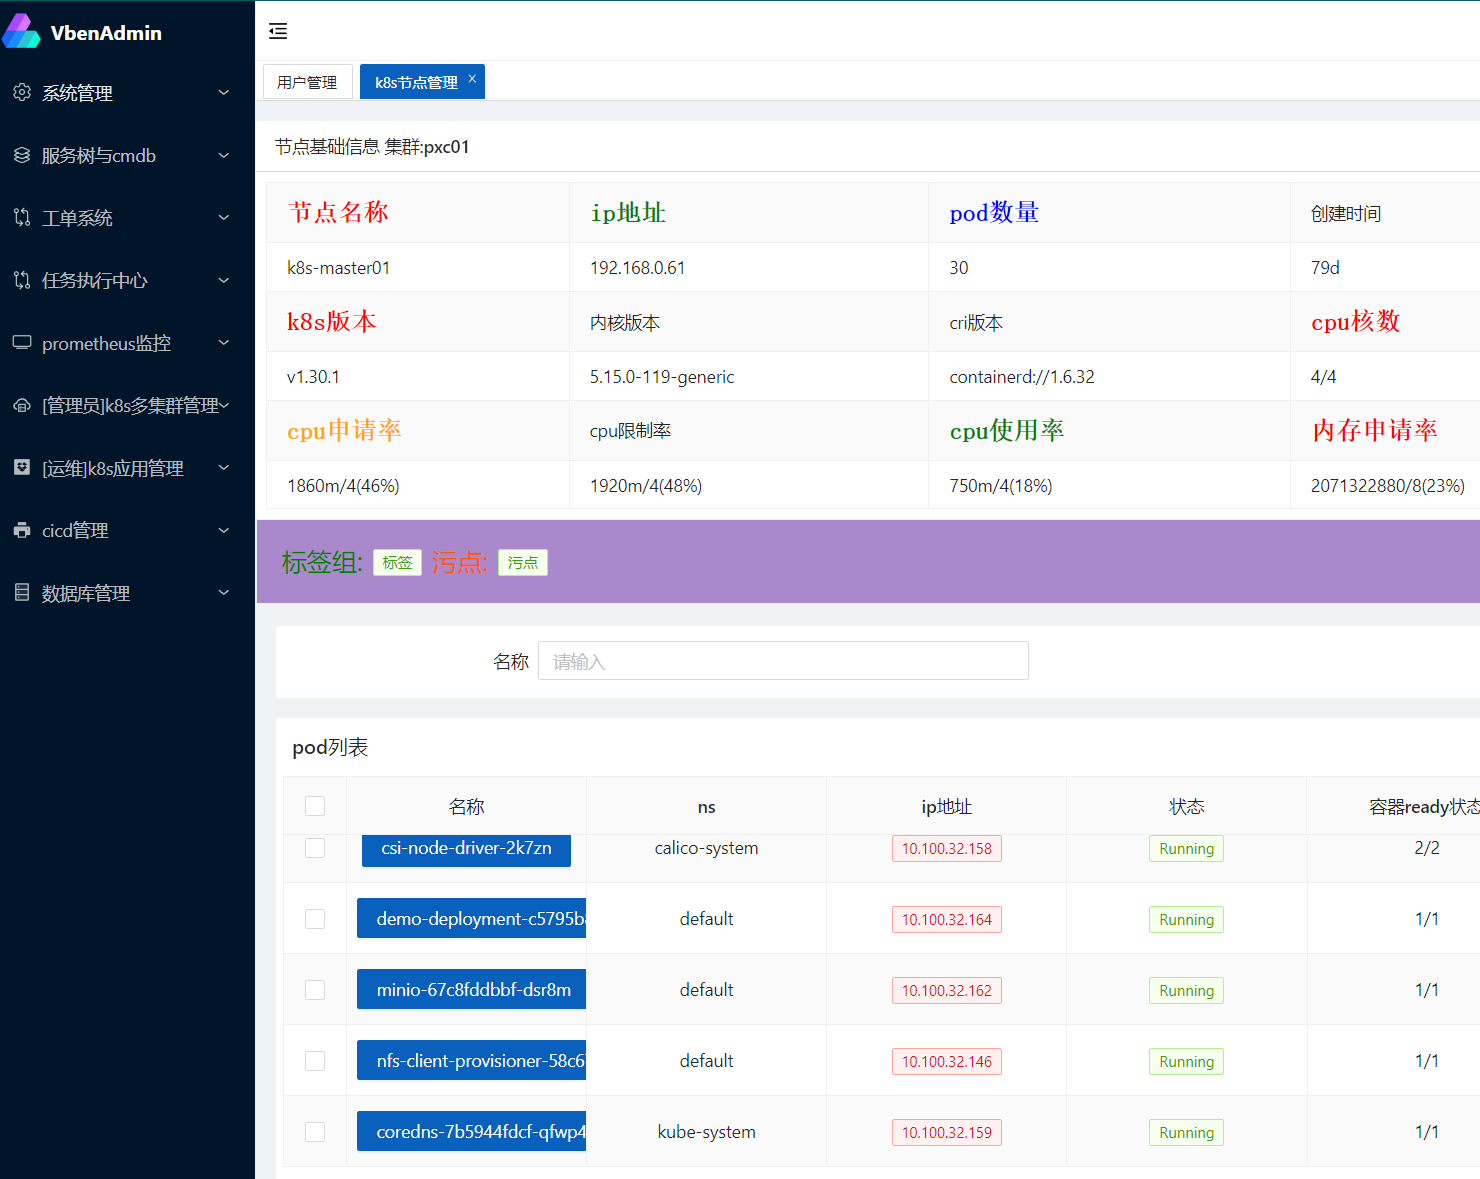 VbenAdmin
系统管理
服务树与cmdb
工单系统
任务执行中心
prometheus监控
[管理员]k8s多集群管理
[运维]k8s应用管理
cicd管理
数据库管理
用户管理 k8s节点管理
节点基础信息 集群:pxc01
节点名称 ip地址 pod数量 创建时间
k8s-master01 192.168.0.61 30 79d
k8s版本 内核版本 cri版本 cpu核数
v1.30.1 5.15.0-119-generic containerd://1.6.32 4/4
cpu申请率 cpu限制率 cpu使用率 内存申请率
1860m/4(46%) 1920m/4(48%) 750m/4(18%) 2071322880/8(23%)
标签组: 标签 污点: 污点
名称 请输入
pod列表
名称 ns ip地址 状态 容器ready状态
csi-node-driver-2k7zn calico-system 10.100.32.158 Running 2/2
demo-deployment-c5795b default 10.100.32.164 Running 1/1
minio-67c8fddbbf-dsr8m default 10.100.32.162 Running 1/1
nfs-client-provisioner-58c6 default 10.100.32.146 Running 1/1
coredns-7b5944fdcf-qfwp4 kube-system 10.100.32.159 Running 1/1